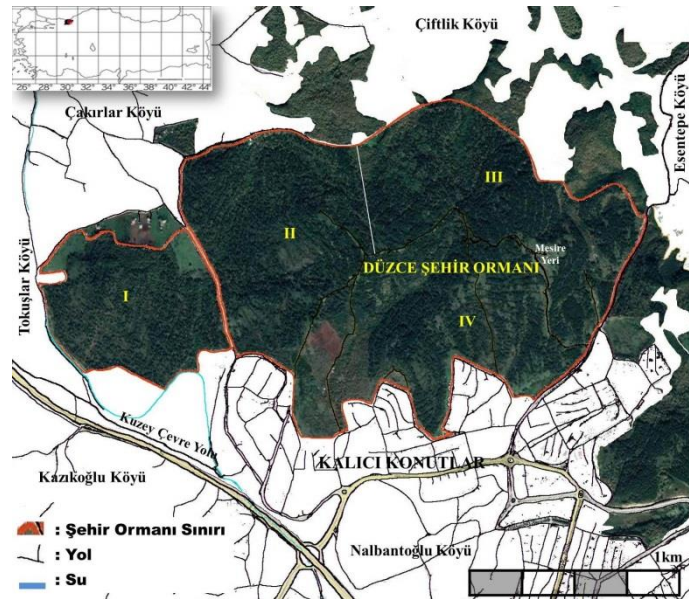 26° 28° 30° 32° 34° 36° 38° 40° 42° 44°
Çiftlik Köyü
Çakırlar Köyü
Esentepe Köyü
III
II
Mesire
Yeri
DÜZCE ŞEHİR ORMANI
Tokuşlar Köyü
I
IV
Kuzey Çevre Yolu
KALICI KONUTLAR
Kazıkoğlu Köyü
: Şehir Ormanı Sınırı
: Yol
: Su
Nalbantoğlu Köyü
1km